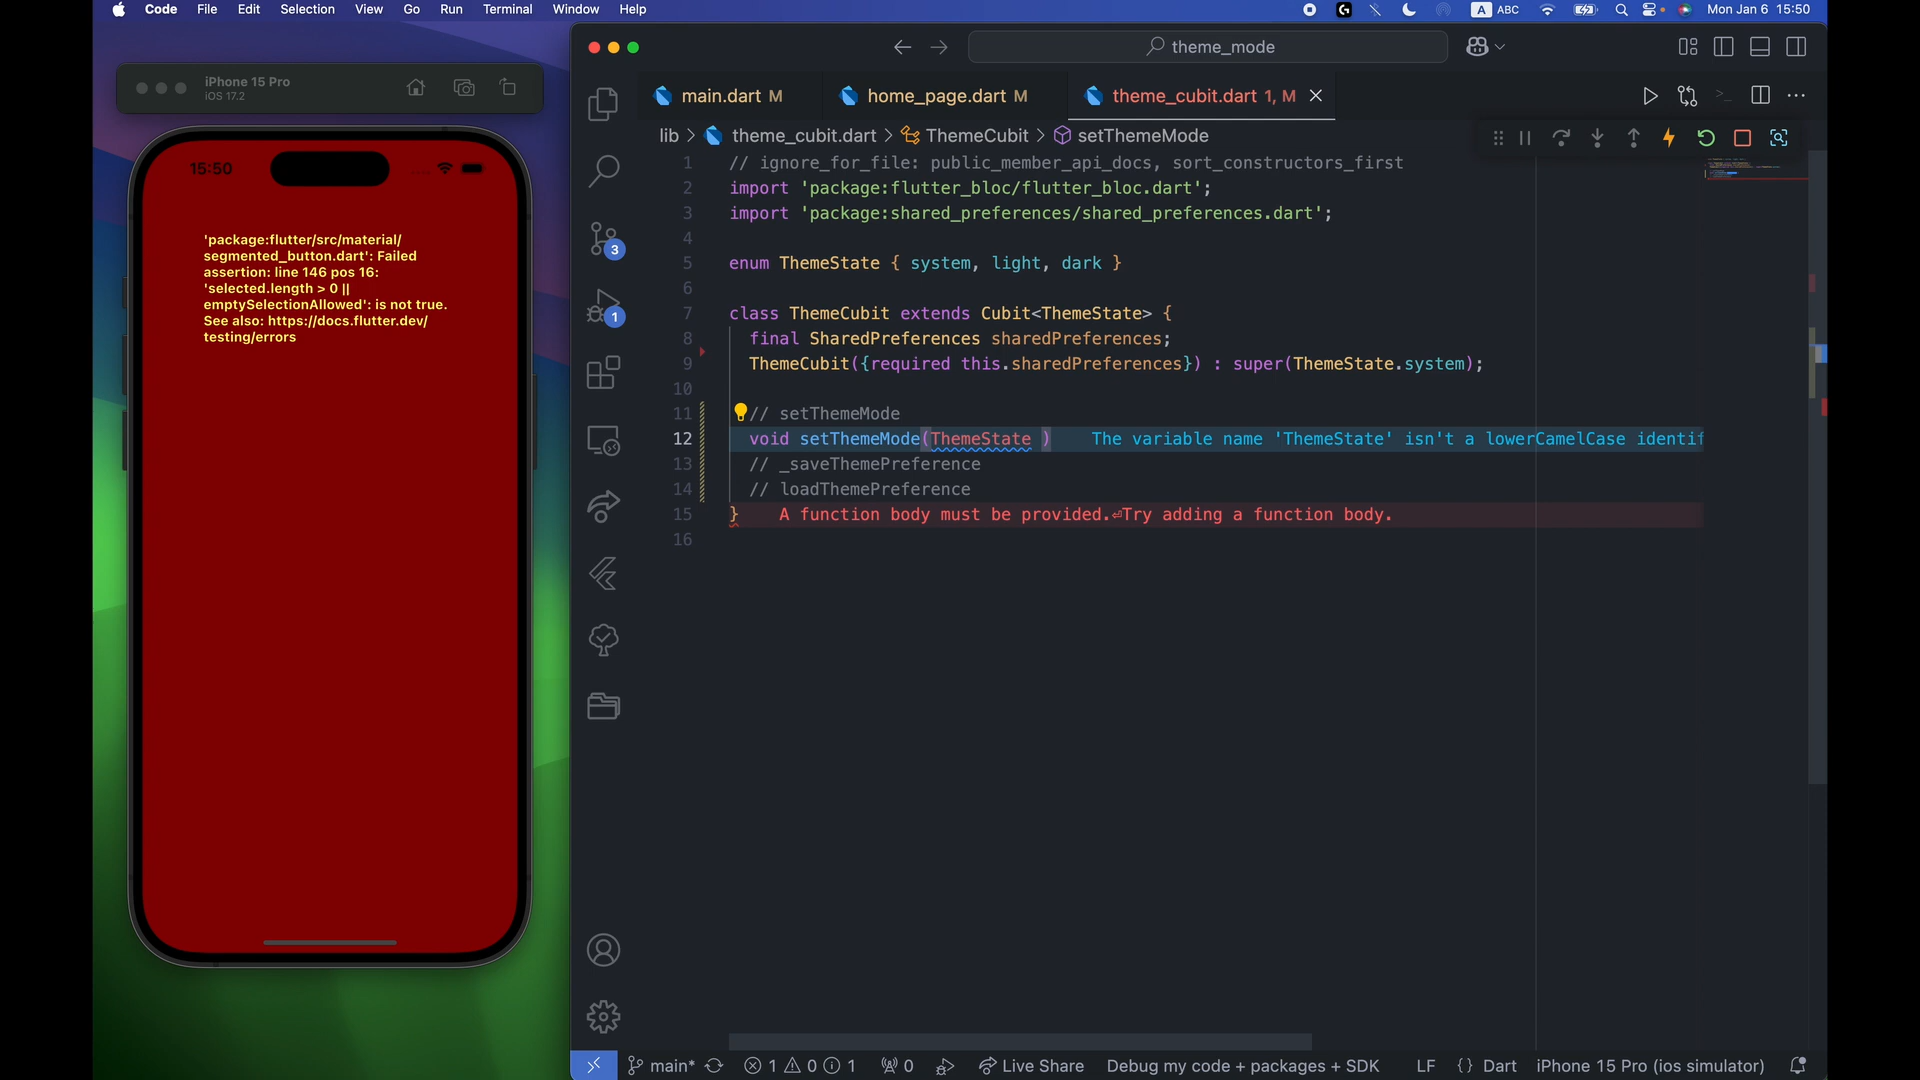 Code File Edit Selection View Go Run Terminal Window Help
A ABC
Mon Jan 6 15:50
iPhone 15 Pro
iOS 17.2
15:50
'package:flutter/src/material/
segmented_button.dart': Failed
assertion: line 146 pos 16:
'selected.length > 0 ||
emptySelectionAllowed': is not true.
See also: https://docs.flutter.dev/
testing/errors
theme_mode
main.dart M
home_page.dart M
theme_cubit.dart 1, M
lib > theme_cubit.dart > ThemeCubit > setThemeMode
3
1
1 // ignore_for_file: public_member_api_docs, sort_constructors_first
2 import 'package:flutter_bloc/flutter_bloc.dart';
3 import 'package:shared_preferences/shared_preferences.dart';
4
5 enum ThemeState { system, light, dark }
6
7 class ThemeCubit extends Cubit<ThemeState> {
8 final SharedPreferences sharedPreferences;
9 ThemeCubit({required this.sharedPreferences}) : super(ThemeState.system);
10
11 // setThemeMode
12 void setThemeMode(ThemeState ) The variable name 'ThemeState' isn't a lowerCamelCase identif
13 // _saveThemePreference
14 // loadThemePreference
15 } A function body must be provided.⏎Try adding a function body.
16
main* 1 0 1 0 Live Share Debug my code + packages + SDK LF {} Dart iPhone 15 Pro (ios simulator)